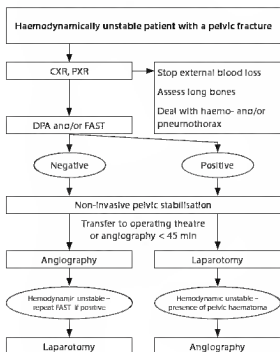 Haemodynamically unstable patient with a pelvic fracture
CXR, PXR
Stop external blood loss
Assess long bones
Deal with haemo- and/or
pneumothorax
DPA and/or FAST
Negative
Positive
Non-invasive pelvic stabilisation
Transfer to operating theatre
or angiography < 45 min
Angiography
Laparotomy
Hemodynamic unstable –
repeat FAST if positive
Hemodynamic unstable –
presence of pelvic haematoma
Laparotomy
Angiography